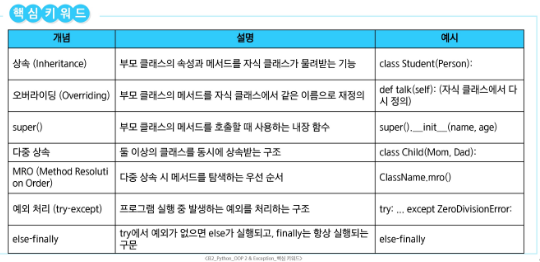 핵심키워드
개념 설명 예시
상속 (Inheritance) 부모 클래스의 속성과 메서드를 자식 클래스가 물려받는 기능 class Student(Person):
오버라이딩 (Overriding) 부모 클래스의 메서드를 자식 클래스에서 같은 이름으로 재정의 def talk(self): (자식 클래스에서 다
시 정의)
super() 부모 클래스의 메서드를 호출할 때 사용하는 내장 함수 super().__init__(name, age)
다중 상속 둘 이상의 클래스를 동시에 상속받는 구조 class Child(Mom, Dad):
MRO (Method Resoluti
on Order) 다중 상속 시 메서드를 탐색하는 우선 순서 ClassName.mro()
예외 처리 (try-except) 프로그램 실행 중 발생하는 예외를 처리하는 구조 try: ... except ZeroDivisionError:
else-finally try에서 예외가 없으면 else가 실행되고, finally는 항상 실행되는
구문 else-finally